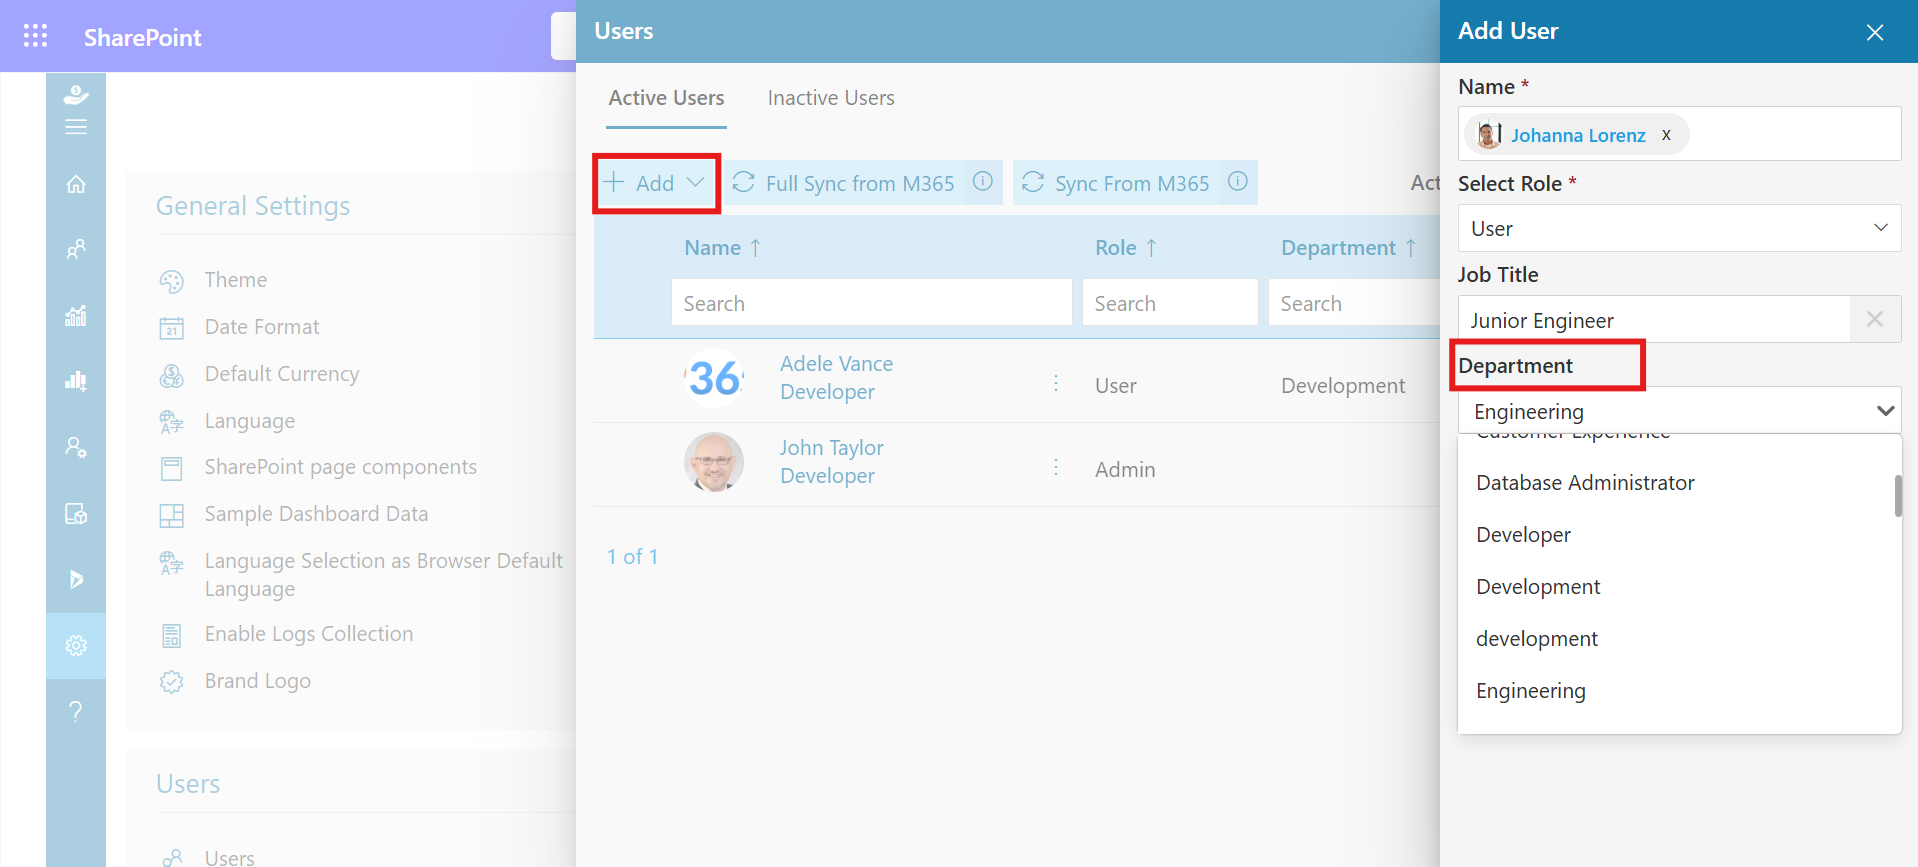 SharePoint
General Settings
Theme
21
Date Format
Default Currency
Language
SharePoint page components
Sample Dashboard Data
Language Selection as Browser Default
Language
Enable Logs Collection
Brand Logo
Users
Users
?
Users
Active Users
Inactive Users
Add
Full Sync from M365
Sync From M365
Act
Name ↑
Role ↑
Department ↑
Search
Search
Search
36
Adele Vance
Developer
User
Development
John Taylor
Developer
Admin
1 of 1
Add User
Name *
Johanna Lorenz x
Select Role *
User
Job Title
Junior Engineer
Department
Engineering
Customer Experience
Database Administrator
Developer
Development
development
Engineering